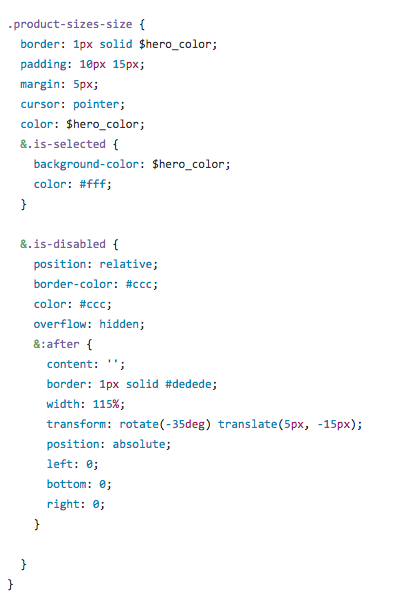 .product-sizes-size {
  border: 1px solid $hero_color;
  padding: 10px 15px;
  margin: 5px;
  cursor: pointer;
  color: $hero_color;
  &.is-selected {
    background-color: $hero_color;
    color: #fff;
  }

  &.is-disabled {
    position: relative;
    border-color: #ccc;
    color: #ccc;
    overflow: hidden;
    &:after {
      content: '';
      border: 1px solid #dedede;
      width: 115%;
      transform: rotate(-35deg) translate(5px, -15px);
      position: absolute;
      left: 0;
      bottom: 0;
      right: 0;
    }

  }
}